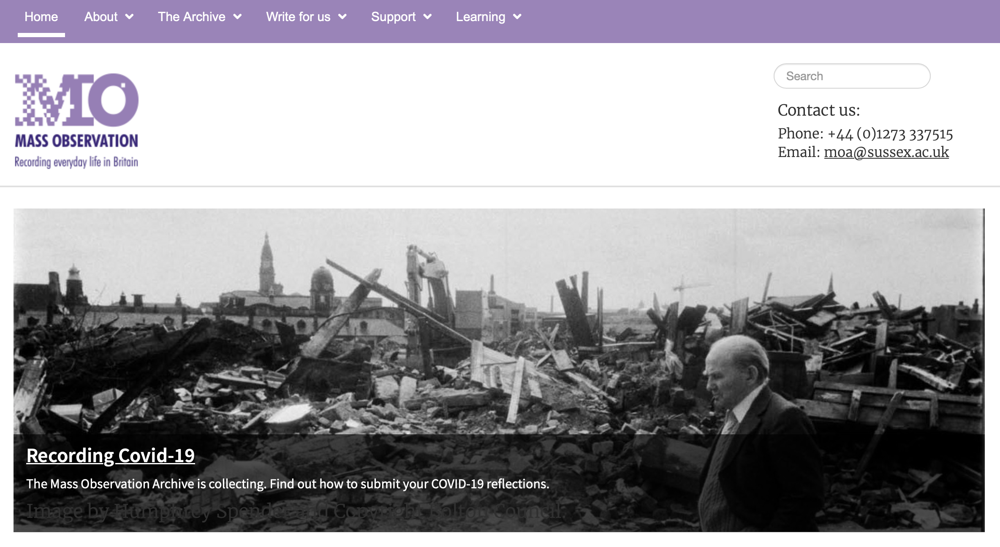 Home
About
The Archive
Write for us
Support
Learning
MO
MASS OBSERVATION
Recording everyday life in Britain
Search
Contact us:
Phone: +44 (0)1273 337515
Email: moa@sussex.ac.uk
Recording Covid-19
The Mass Observation Archive is collecting. Find out how to submit your COVID-19 reflections.
Image by Humphrey Spender and Copyright Bolton Council.